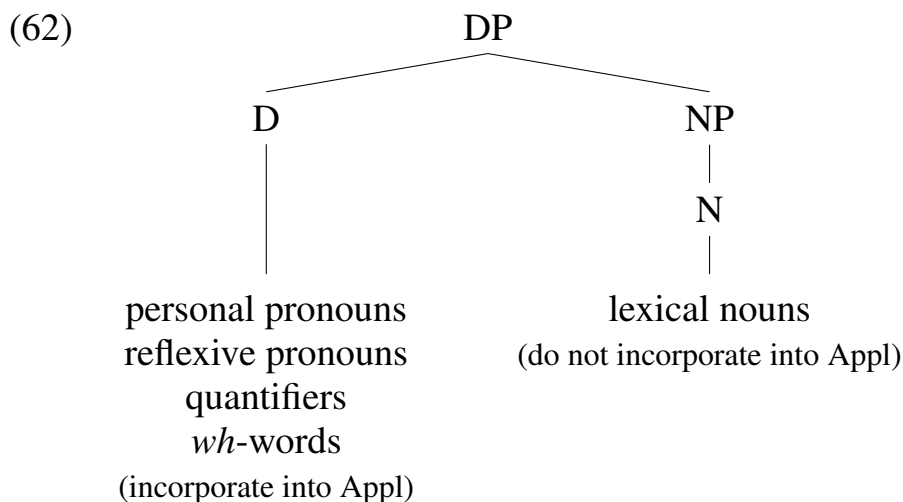 (62) DP
D NP
N
personal pronouns lexical nouns
reflexive pronouns (do not incorporate into Appl)
quantifiers
wh-words
(incorporate into Appl)